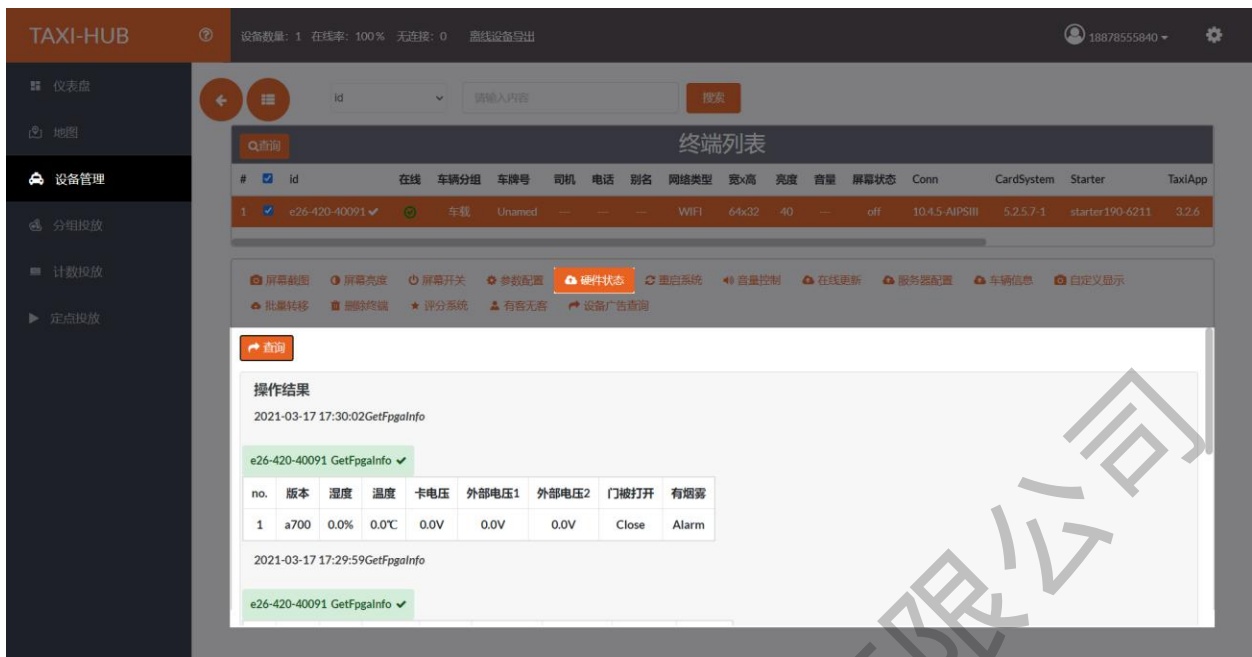 TAXI-HUB
设备数量: 1 在线率: 100% 无连接: 0 离线设备导出
18878555840
仪表盘
地图
设备管理
分组投放
计数投放
定点投放
id 请输入内容 搜索
查询 终端列表
# id 在线 车辆分组 车牌号 司机 电话 别名 网络类型 宽x高 亮度 音量 屏幕状态 Conn CardSystem Starter TaxiApp
1 e26-420-40091 车载 Unamed --- --- --- WIFI 64x32 40 --- off 10.4.5-AIPSIII 5.2.5.7-1 starter190-6211 3.2.6
屏幕截图 屏幕亮度 屏幕开关 参数配置 硬件状态 重启系统 音量控制 在线更新 服务器配置 车辆信息 自定义显示
批量转移 删除终端 评分系统 有客无客 设备广告查询
查询
操作结果
2021-03-17 17:30:02GetFpgaInfo
e26-420-40091 GetFpgaInfo
no. 版本 湿度 温度 卡电压 外部电压1 外部电压2 门被打开 有烟雾
1 a700 0.0% 0.0℃ 0.0V 0.0V 0.0V Close Alarm
2021-03-17 17:29:59GetFpgaInfo
e26-420-40091 GetFpgaInfo
限公司